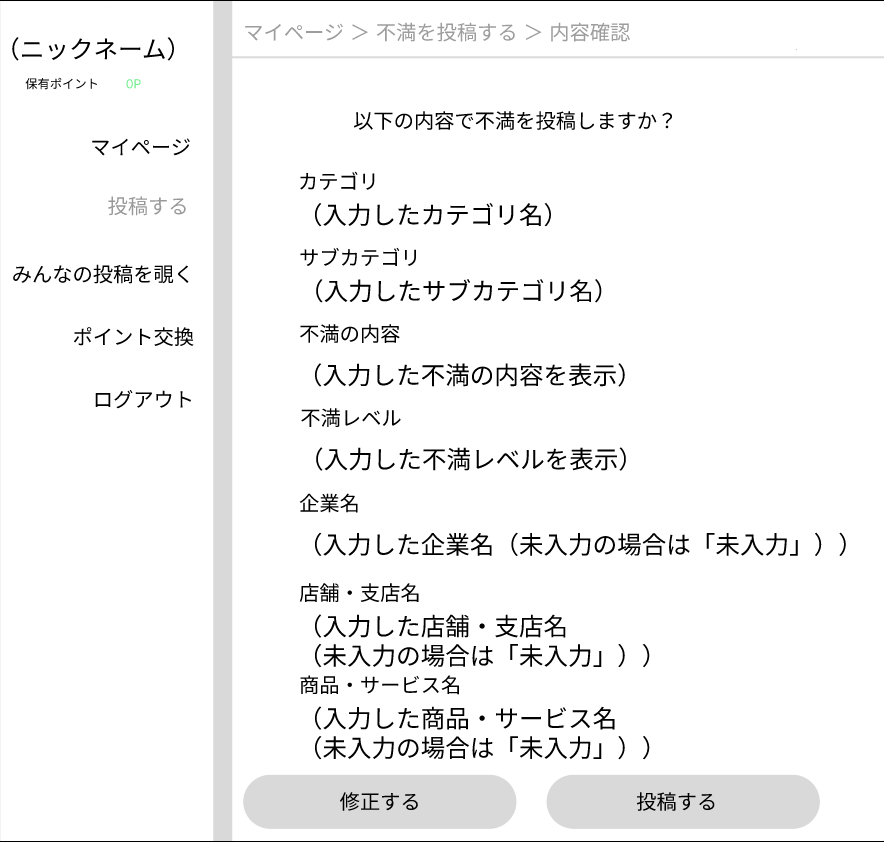 （ニックネーム）
保有ポイント 0P
マイページ
投稿する
みんなの投稿を覗く
ポイント交換
ログアウト
マイページ ＞ 不満を投稿する ＞ 内容確認
以下の内容で不満を投稿しますか？
カテゴリ
（入力したカテゴリ名）
サブカテゴリ
（入力したサブカテゴリ名）
不満の内容
（入力した不満の内容を表示）
不満レベル
（入力した不満レベルを表示）
企業名
（入力した企業名（未入力の場合は「未入力」））
店舗・支店名
（入力した店舗・支店名
（未入力の場合は「未入力」））
商品・サービス名
（入力した商品・サービス名
（未入力の場合は「未入力」））
修正する
投稿する